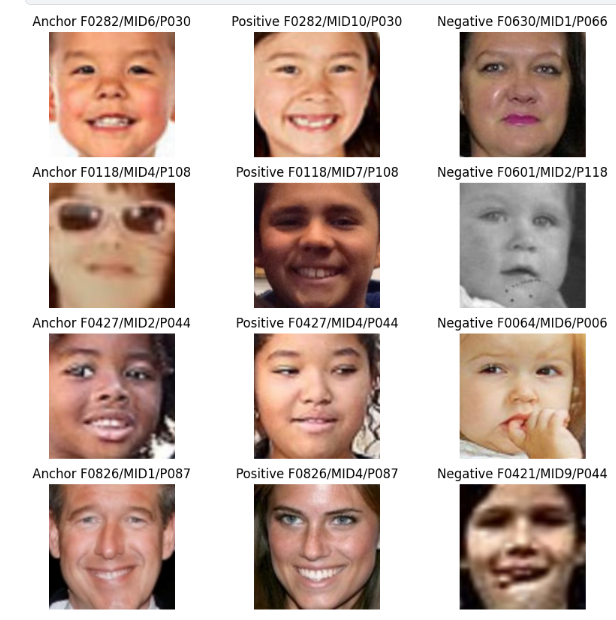 Anchor F0282/MID6/P030 Positive F0282/MID10/P030 Negative F0630/MID1/P066
Anchor F0118/MID4/P108 Positive F0118/MID7/P108 Negative F0601/MID2/P118
Anchor F0427/MID2/P044 Positive F0427/MID4/P044 Negative F0064/MID6/P006
Anchor F0826/MID1/P087 Positive F0826/MID4/P087 Negative F0421/MID9/P044